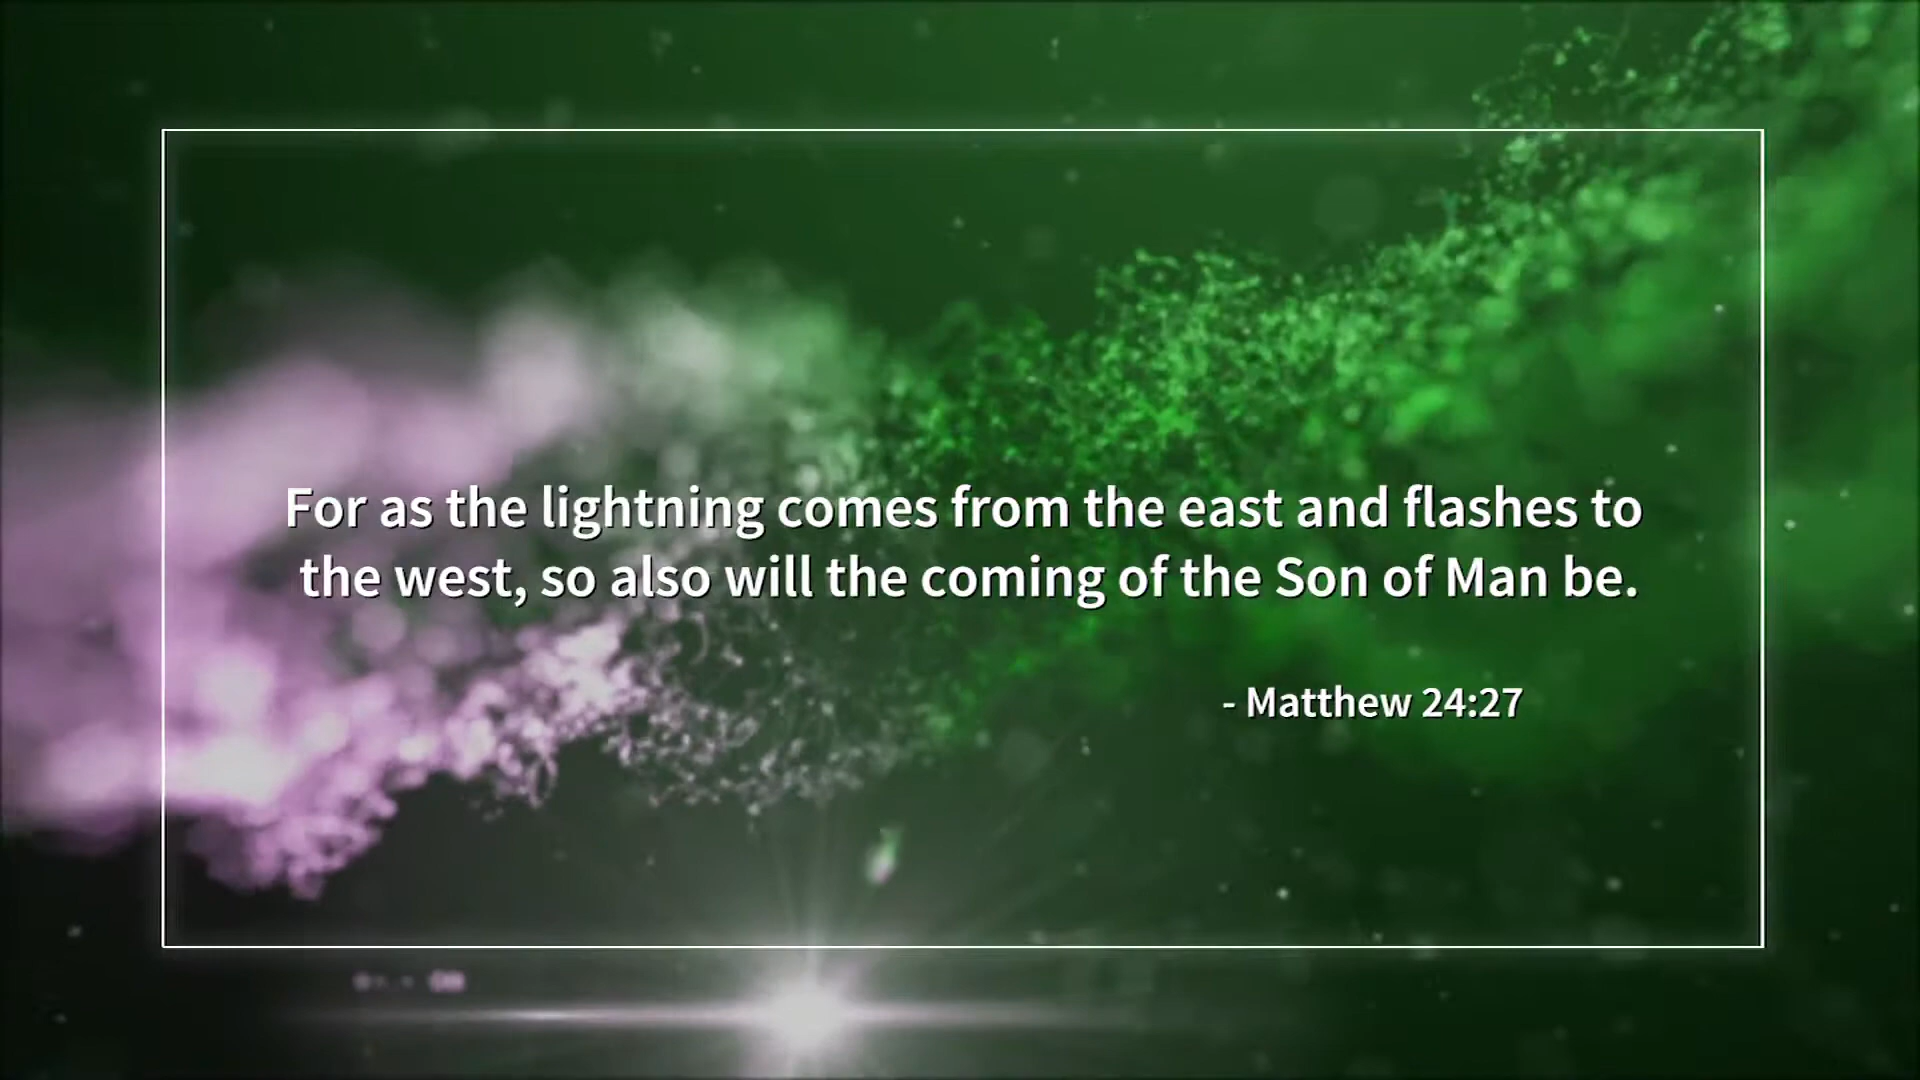 For as the lightning comes from the east and flashes to
the west, so also will the coming of the Son of Man be.
- Matthew 24:27